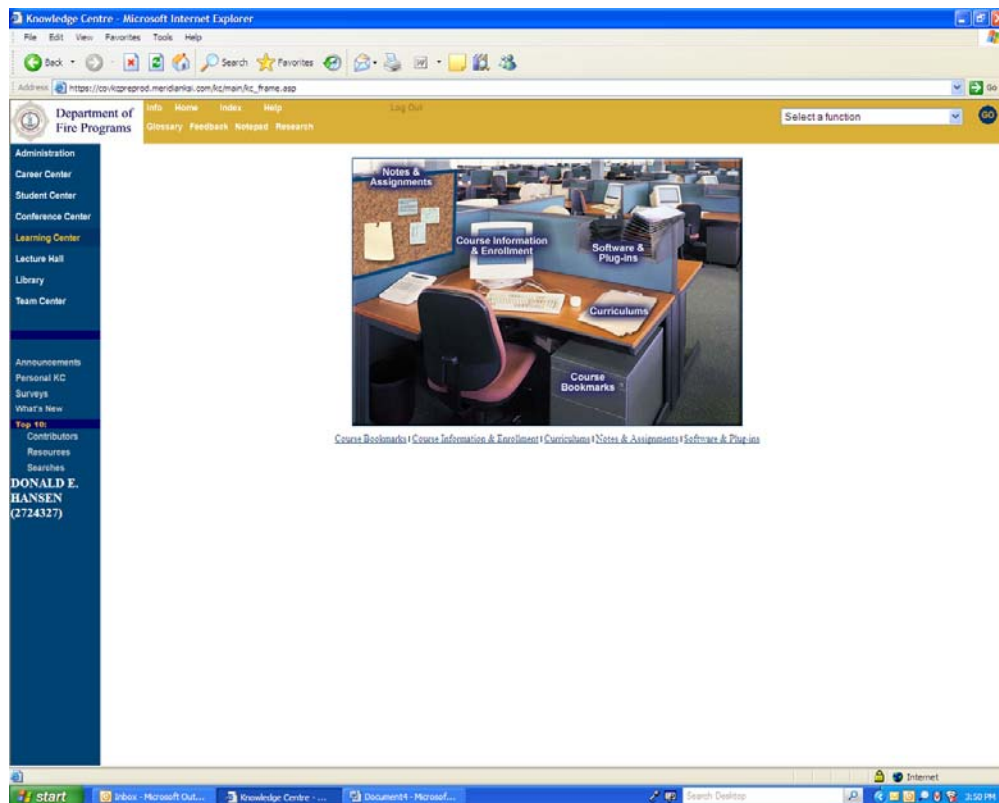 Knowledge Centre - Microsoft Internet Explorer
File Edit View Favorites Tools Help
Back Search Favorites
Address https://covkcpreprod.meridianksi.com/kc/main/kc_frame.asp Go
Department of
Fire Programs
Info Home Index Help Log Out
Glossary Feedback Notepad Research
Select a function GO
Administration
Career Center
Student Center
Conference Center
Learning Center
Lecture Hall
Library
Team Center
Announcements
Personal KC
Surveys
What's New
Top 10:
Contributors
Resources
Searches
DONALD E.
HANSEN
(2724327)
Notes &
Assignments
Course Information
& Enrollment
Software &
Plug-ins
Curriculums
Course
Bookmarks
Course Bookmarks | Course Information & Enrollment | Curriculums | Notes & Assignments | Software & Plug-ins
Internet
start Inbox - Microsoft Out... Knowledge Centre - ... Document4 - Microsof... Search Desktop 3:50 PM